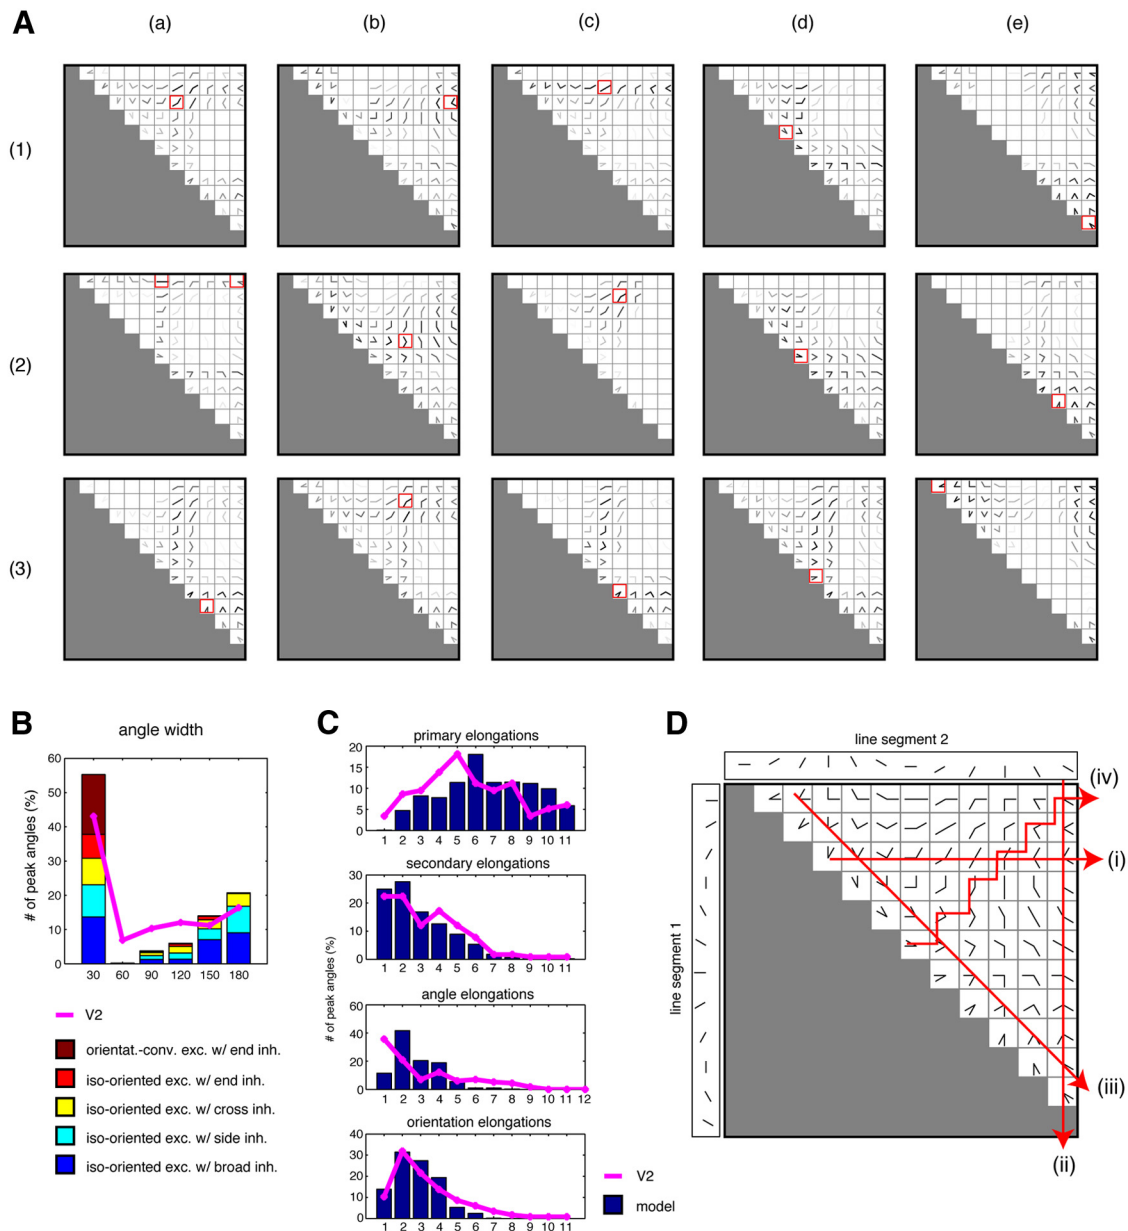 A
(a) (b) (c) (d) (e)
(1)
(2)
(3)
B
angle width
# of peak angles (%)
60
50
40
30
20
10
0
30 60 90 120 150 180
V2
orientat.-conv. exc. w/ end inh.
iso-oriented exc. w/ end inh.
iso-oriented exc. w/ cross inh.
iso-oriented exc. w/ side inh.
iso-oriented exc. w/ broad inh.
C
# of peak angles (%)
primary elongations
20
15
10
5
0
1 2 3 4 5 6 7 8 9 10 11
secondary elongations
30
20
10
0
1 2 3 4 5 6 7 8 9 10 11
angle elongations
60
40
20
0
1 2 3 4 5 6 7 8 9 10 11 12
orientation elongations
40
30
20
10
0
1 2 3 4 5 6 7 8 9 10 11
V2
model
D
line segment 2
line segment 1
(iv)
(i)
(iii)
(ii)